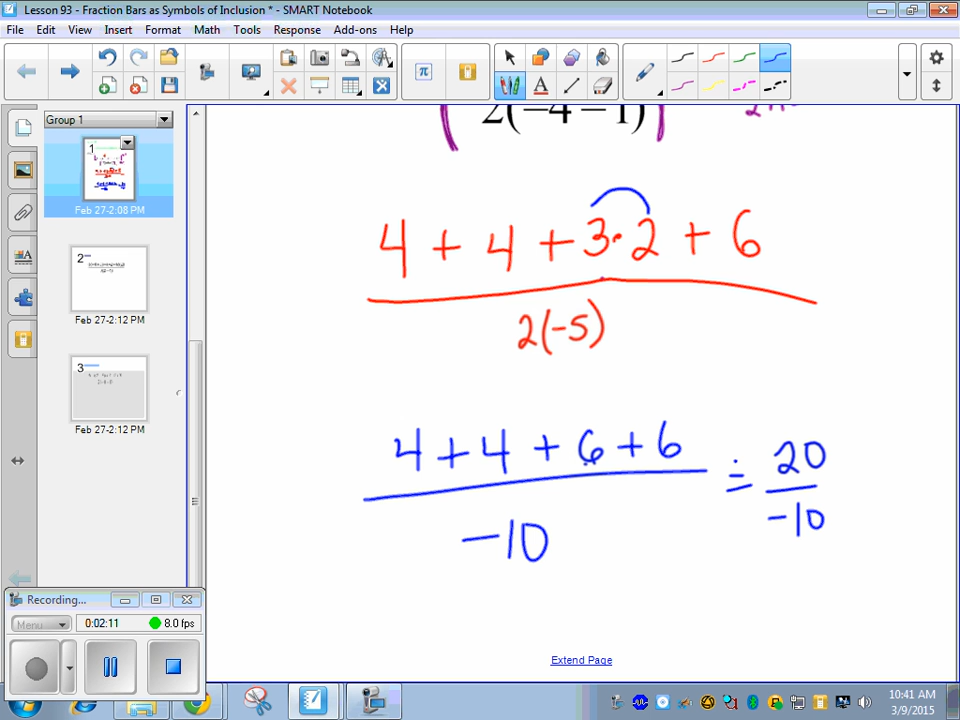 Lesson 93 - Fraction Bars as Symbols of Inclusion * - SMART Notebook
File Edit View Insert Format Math Tools Response Add-ons Help
Group 1
1
Feb 27-2:08 PM
2
Feb 27-2:12 PM
3
Feb 27-2:12 PM
2(-4 - 1)
4 + 4 + 3·2 + 6
2(-5)
4 + 4 + 6 + 6 = 20
-10 -10
Extend Page
Recording...
Menu
0:02:11 8.0 fps
10:41 AM
3/9/2015